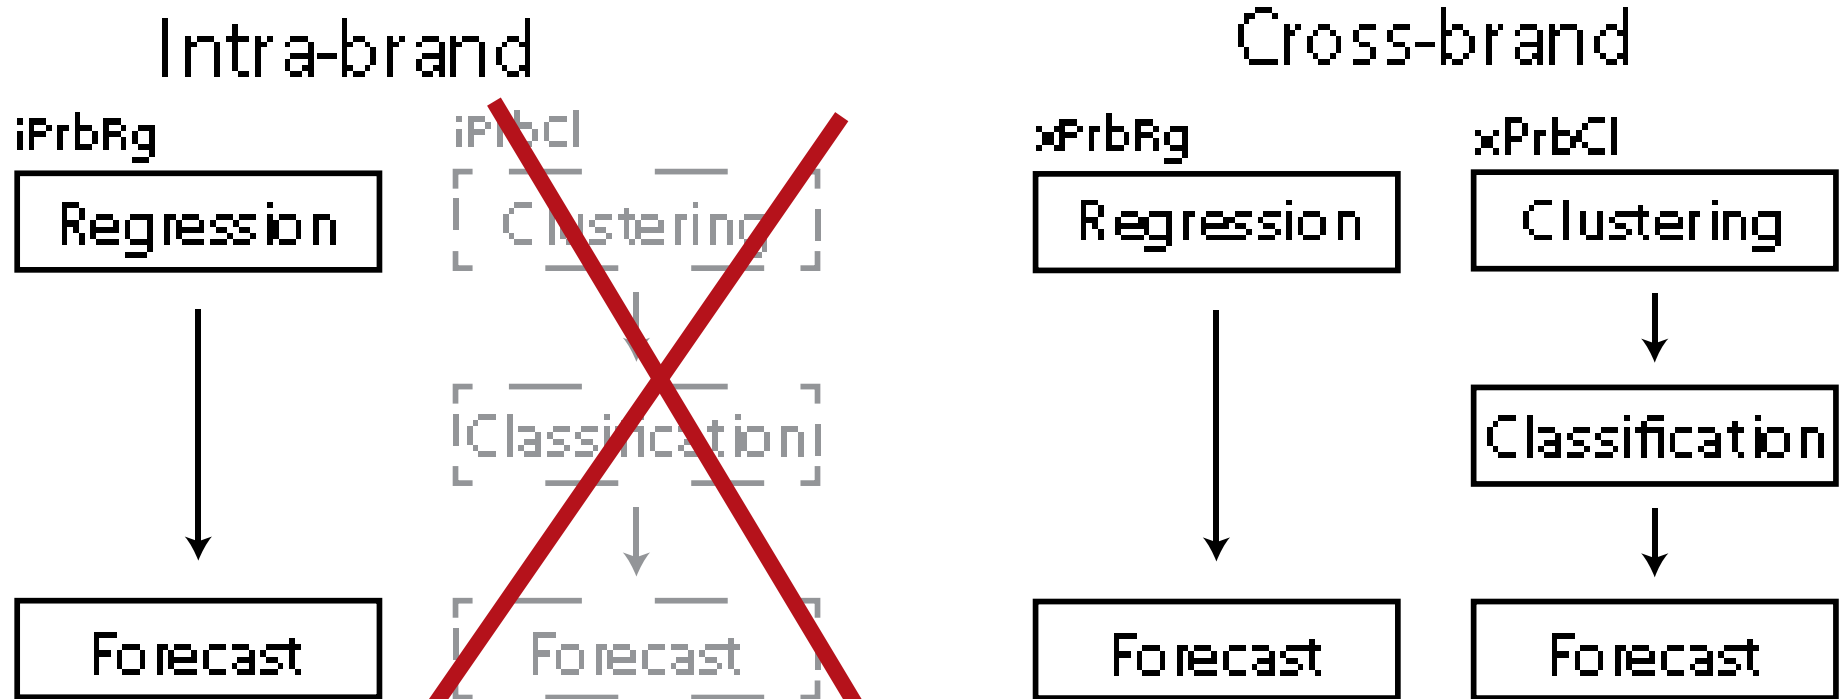 Intra-brand
iPrbRg
Regression
Forecast
iPrbCl
Clustering
Classification
Forecast
Cross-brand
xPrbRg
Regression
Forecast
xPrbCl
Clustering
Classification
Forecast